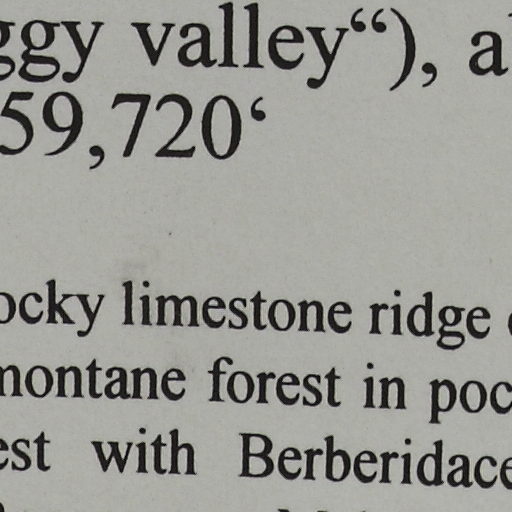 ggy valley“), a
59,720‘
ocky limestone ridge
montane forest in poc
est with Berberidace